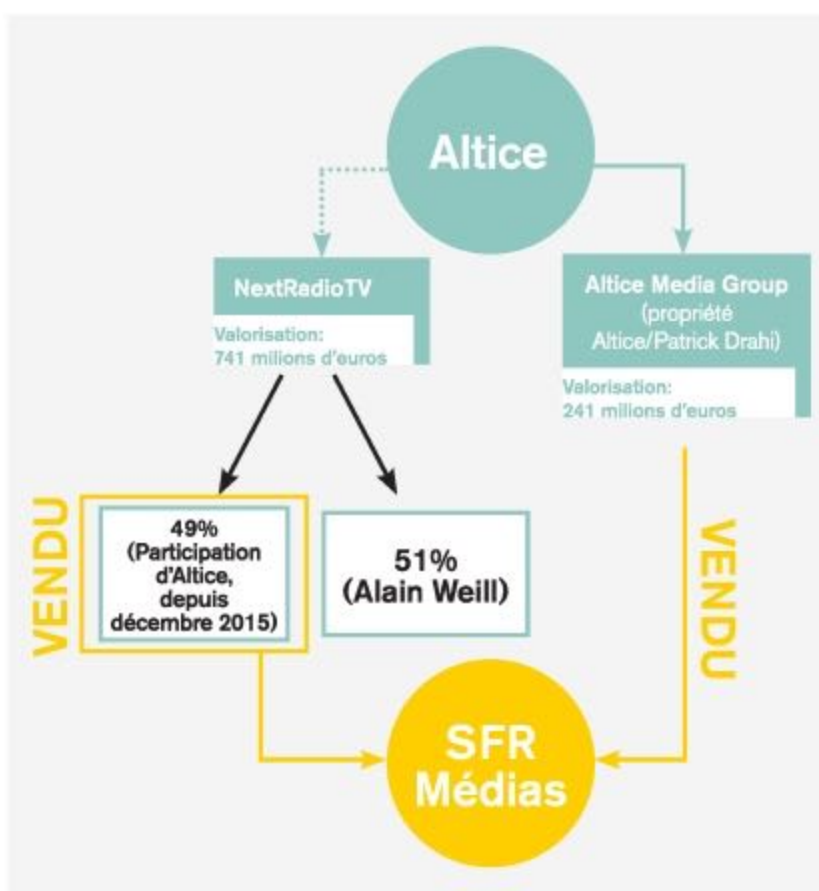 Altice
NextRadioTV
Valorisation:
741 milions d'euros
Altice Media Group
(propriété
Altice/Patrick Drahi)
Valorisation:
241 milions d'euros
VENDU
49%
(Participation
d'Altice,
depuis
décembre 2015)
51%
(Alain Weill)
VENDU
SFR
Médias